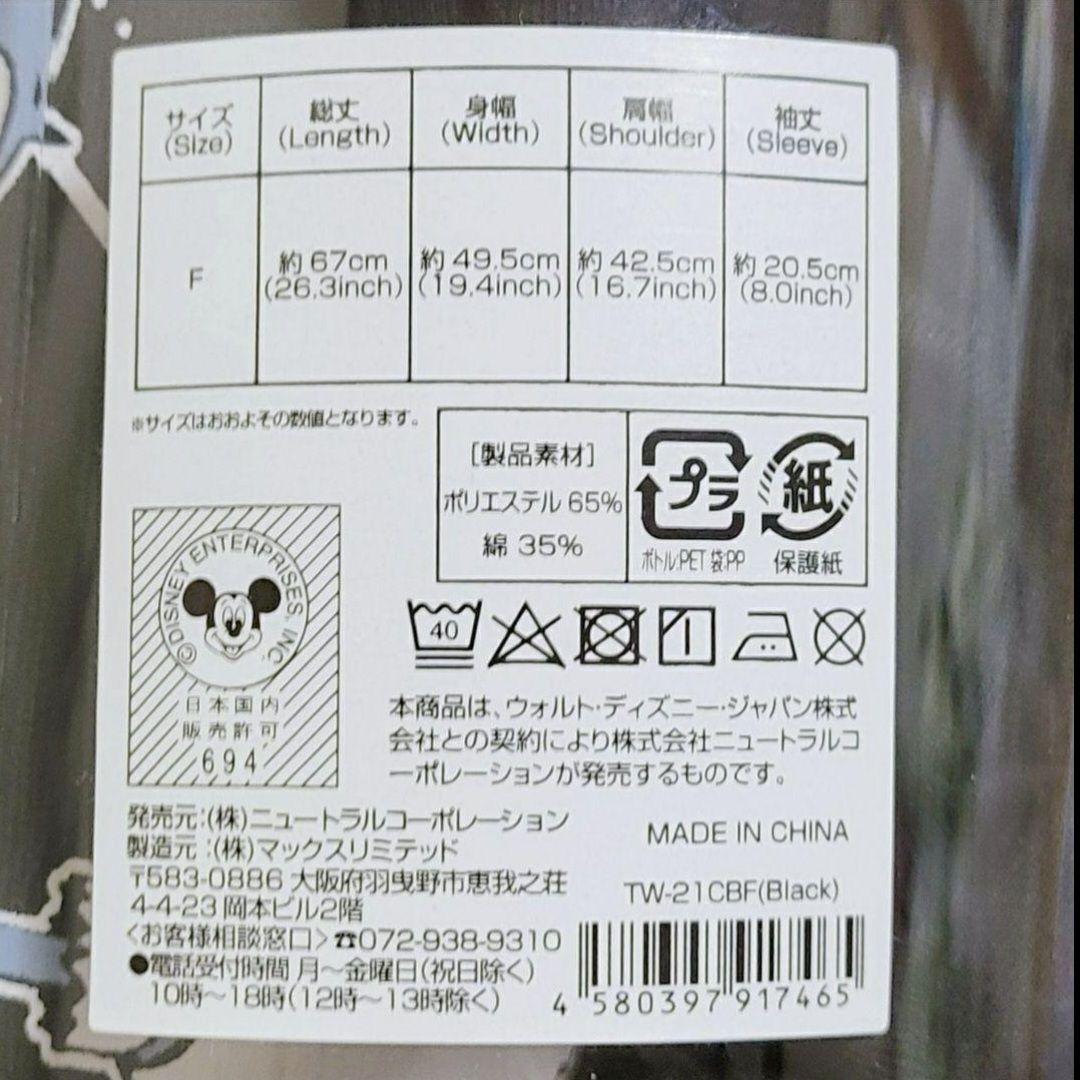 サイズ
(Size)
総丈
(Length)
身幅
(Width)
肩幅
(Shoulder)
袖丈
(Sleeve)
F
約 67cm
(26.3inch)
約 49.5cm
(19.4inch)
約 42.5cm
(16.7inch)
約 20.5cm
(8.0inch)
※サイズはおおよその数値となります。
[製品素材]
ポリエステル 65%
綿 35%
プラ
ボトル:PET 袋:PP
紙
保護紙
©DISNEY ENTERPRISES, INC.
日本国内
販売許可
694
40
本商品は、ウォルト・ディズニー・ジャパン株式
会社との契約により株式会社ニュートラルコ
ーポレーションが発売するものです。
発売元:(株)ニュートラルコーポレーション
製造元:(株)マックスリミテッド
〒583-0886 大阪府羽曳野市恵我之荘
4-4-23 岡本ビル2階
<お客様相談窓口>☎072-938-9310
●電話受付時間 月〜金曜日(祝日除く)
10時〜18時(12時〜13時除く)
MADE IN CHINA
TW-21CBF(Black)
4 580397 917465